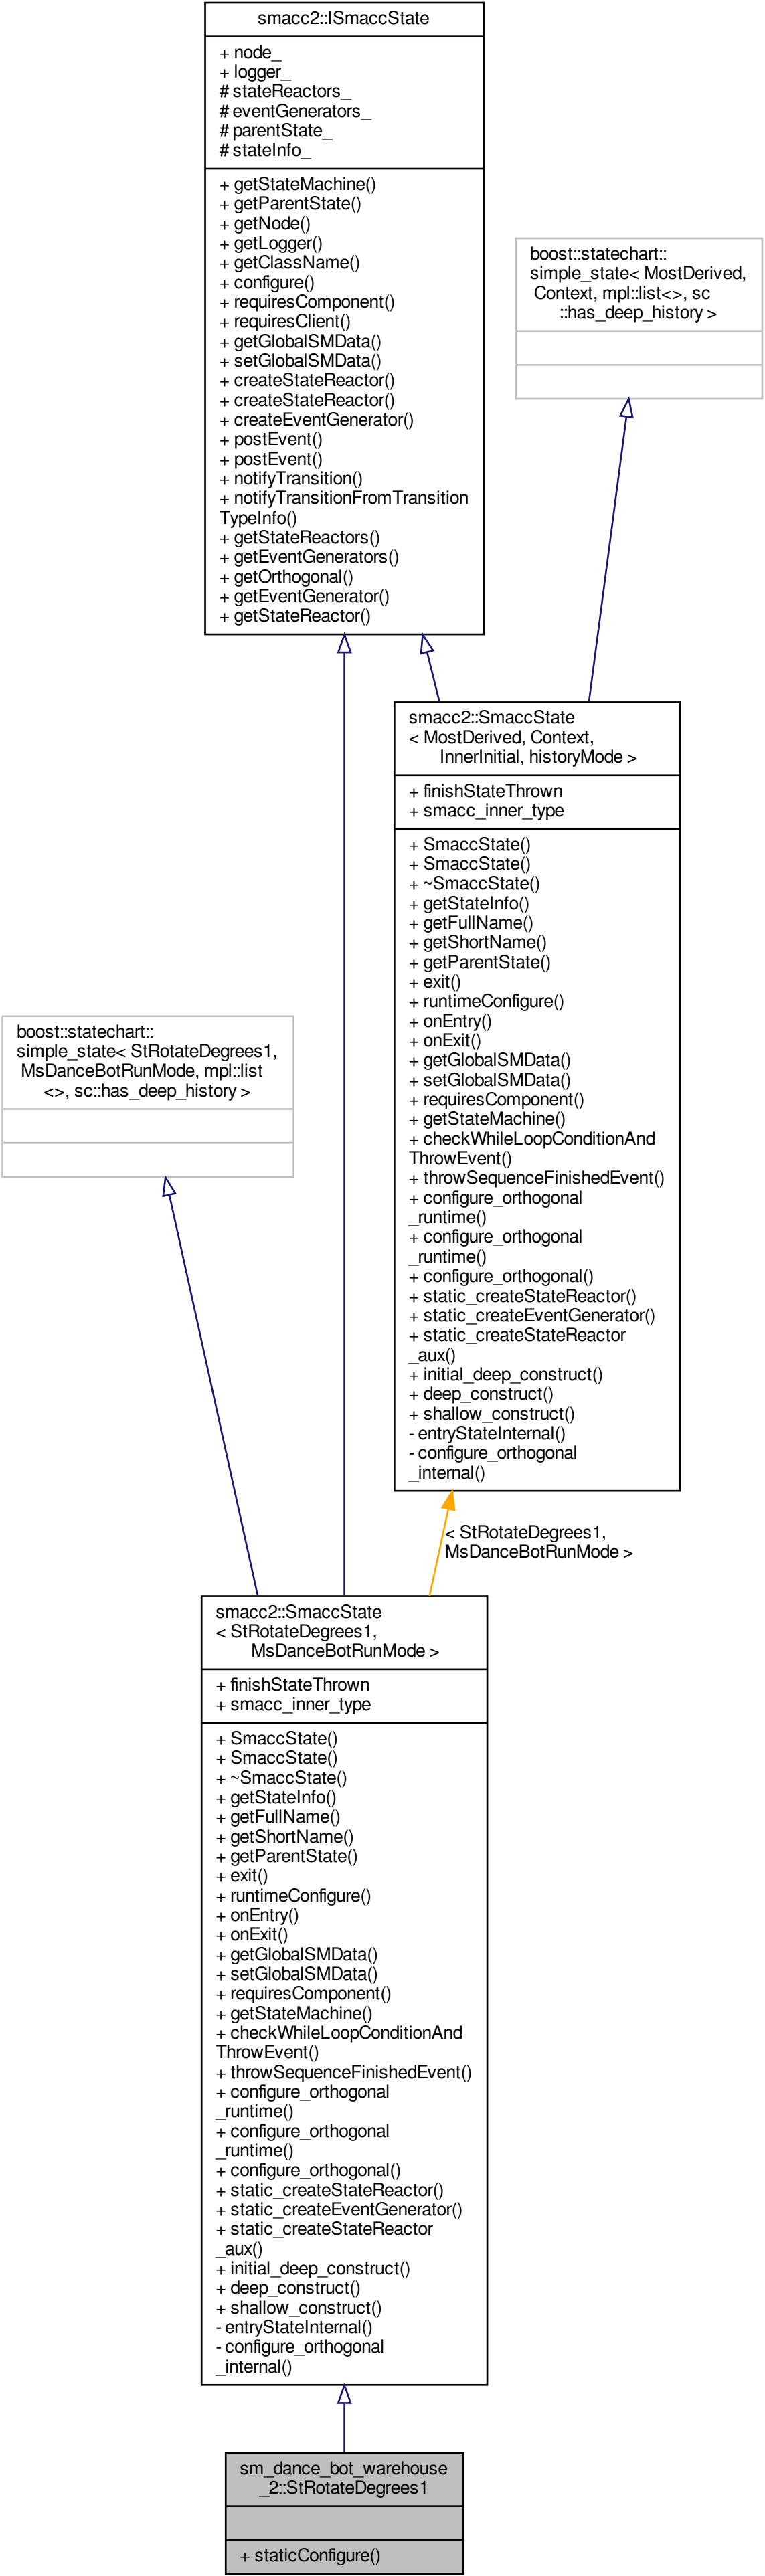 smacc2::ISmaccState
+ node_
+ logger_
# stateReactors_
# eventGenerators_
# parentState_
# stateInfo_
+ getStateMachine()
+ getParentState()
+ getNode()
+ getLogger()
+ getClassName()
+ configure()
+ requiresComponent()
+ requiresClient()
+ getGlobalSMData()
+ setGlobalSMData()
+ createStateReactor()
+ createStateReactor()
+ createEventGenerator()
+ postEvent()
+ postEvent()
+ notifyTransition()
+ notifyTransitionFromTransition
TypeInfo()
+ getStateReactors()
+ getEventGenerators()
+ getOrthogonal()
+ getEventGenerator()
+ getStateReactor()
boost::statechart::
simple_state< MostDerived,
Context, mpl::list<>, sc
::has_deep_history >
smacc2::SmaccState
< MostDerived, Context,
InnerInitial, historyMode >
+ finishStateThrown
+ smacc_inner_type
+ SmaccState()
+ SmaccState()
+ ~SmaccState()
+ getStateInfo()
+ getFullName()
+ getShortName()
+ getParentState()
+ exit()
+ runtimeConfigure()
+ onEntry()
+ onExit()
+ getGlobalSMData()
+ setGlobalSMData()
+ requiresComponent()
+ getStateMachine()
+ checkWhileLoopConditionAnd
ThrowEvent()
+ throwSequenceFinishedEvent()
+ configure_orthogonal
_runtime()
+ configure_orthogonal
_runtime()
+ configure_orthogonal()
+ static_createStateReactor()
+ static_createEventGenerator()
+ static_createStateReactor
_aux()
+ initial_deep_construct()
+ deep_construct()
+ shallow_construct()
- entryStateInternal()
- configure_orthogonal
_internal()
boost::statechart::
simple_state< StRotateDegrees1,
MsDanceBotRunMode, mpl::list
<>, sc::has_deep_history >
< StRotateDegrees1,
MsDanceBotRunMode >
smacc2::SmaccState
< StRotateDegrees1,
MsDanceBotRunMode >
+ finishStateThrown
+ smacc_inner_type
+ SmaccState()
+ SmaccState()
+ ~SmaccState()
+ getStateInfo()
+ getFullName()
+ getShortName()
+ getParentState()
+ exit()
+ runtimeConfigure()
+ onEntry()
+ onExit()
+ getGlobalSMData()
+ setGlobalSMData()
+ requiresComponent()
+ getStateMachine()
+ checkWhileLoopConditionAnd
ThrowEvent()
+ throwSequenceFinishedEvent()
+ configure_orthogonal
_runtime()
+ configure_orthogonal
_runtime()
+ configure_orthogonal()
+ static_createStateReactor()
+ static_createEventGenerator()
+ static_createStateReactor
_aux()
+ initial_deep_construct()
+ deep_construct()
+ shallow_construct()
- entryStateInternal()
- configure_orthogonal
_internal()
sm_dance_bot_warehouse
_2::StRotateDegrees1
+ staticConfigure()